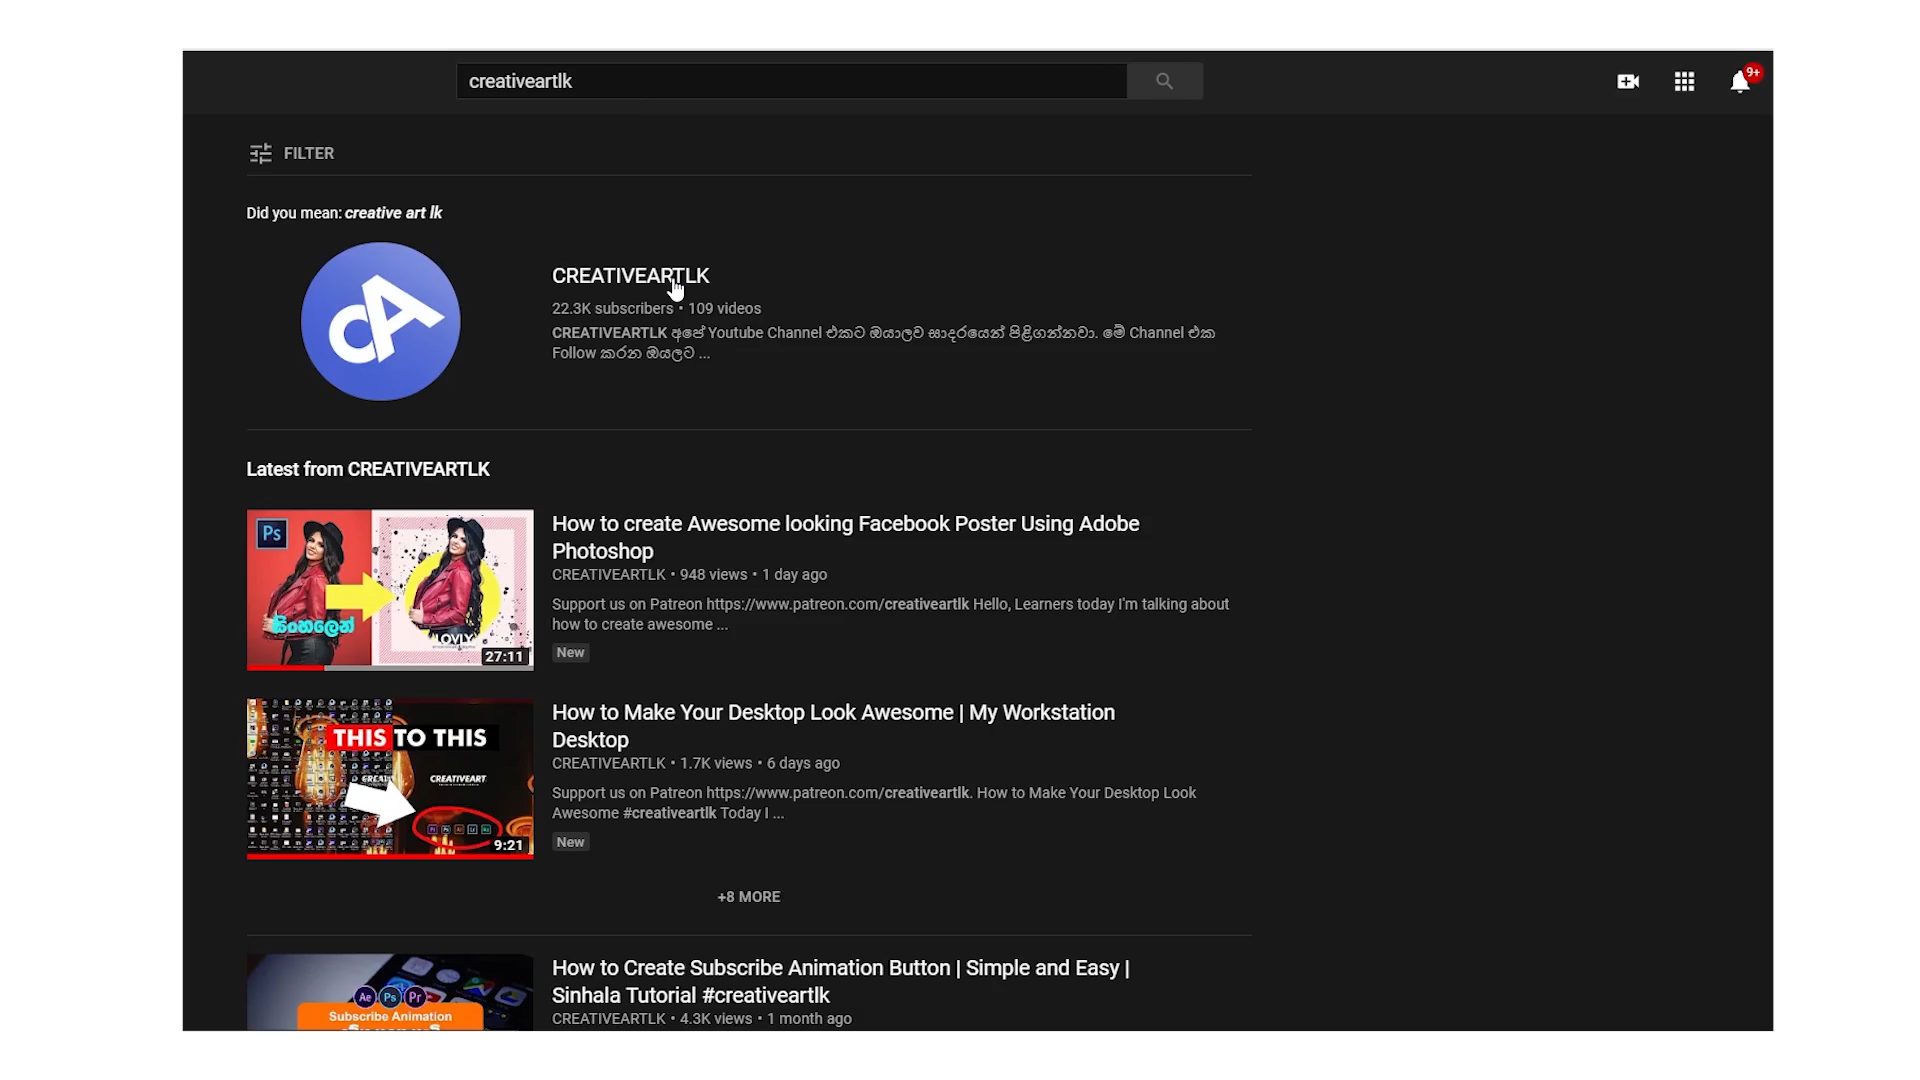 creativeartlk
9+
FILTER
Did you mean: creative art lk
CREATIVEARTLK
22.3K subscribers • 109 videos
CREATIVEARTLK අපේ Youtube Channel එකට ඔයාලව සාදරයෙන් පිළිගන්නවා. මේ Channel එක
Follow කරන ඔයලට ...
Latest from CREATIVEARTLK
Ps
සිංහලෙන්
LOVLY
27:11
How to create Awesome looking Facebook Poster Using Adobe
Photoshop
CREATIVEARTLK • 948 views • 1 day ago
Support us on Patreon https://www.patreon.com/creativeartlk Hello, Learners today I'm talking about
how to create awesome ...
New
THIS TO THIS
CREATIVEART
9:21
How to Make Your Desktop Look Awesome | My Workstation
Desktop
CREATIVEARTLK • 1.7K views • 6 days ago
Support us on Patreon https://www.patreon.com/creativeartlk. How to Make Your Desktop Look
Awesome #creativeartlk Today I ...
New
+8 MORE
Ae Ps Pr
Subscribe Animation
How to Create Subscribe Animation Button | Simple and Easy |
Sinhala Tutorial #creativeartlk
CREATIVEARTLK • 4.3K views • 1 month ago